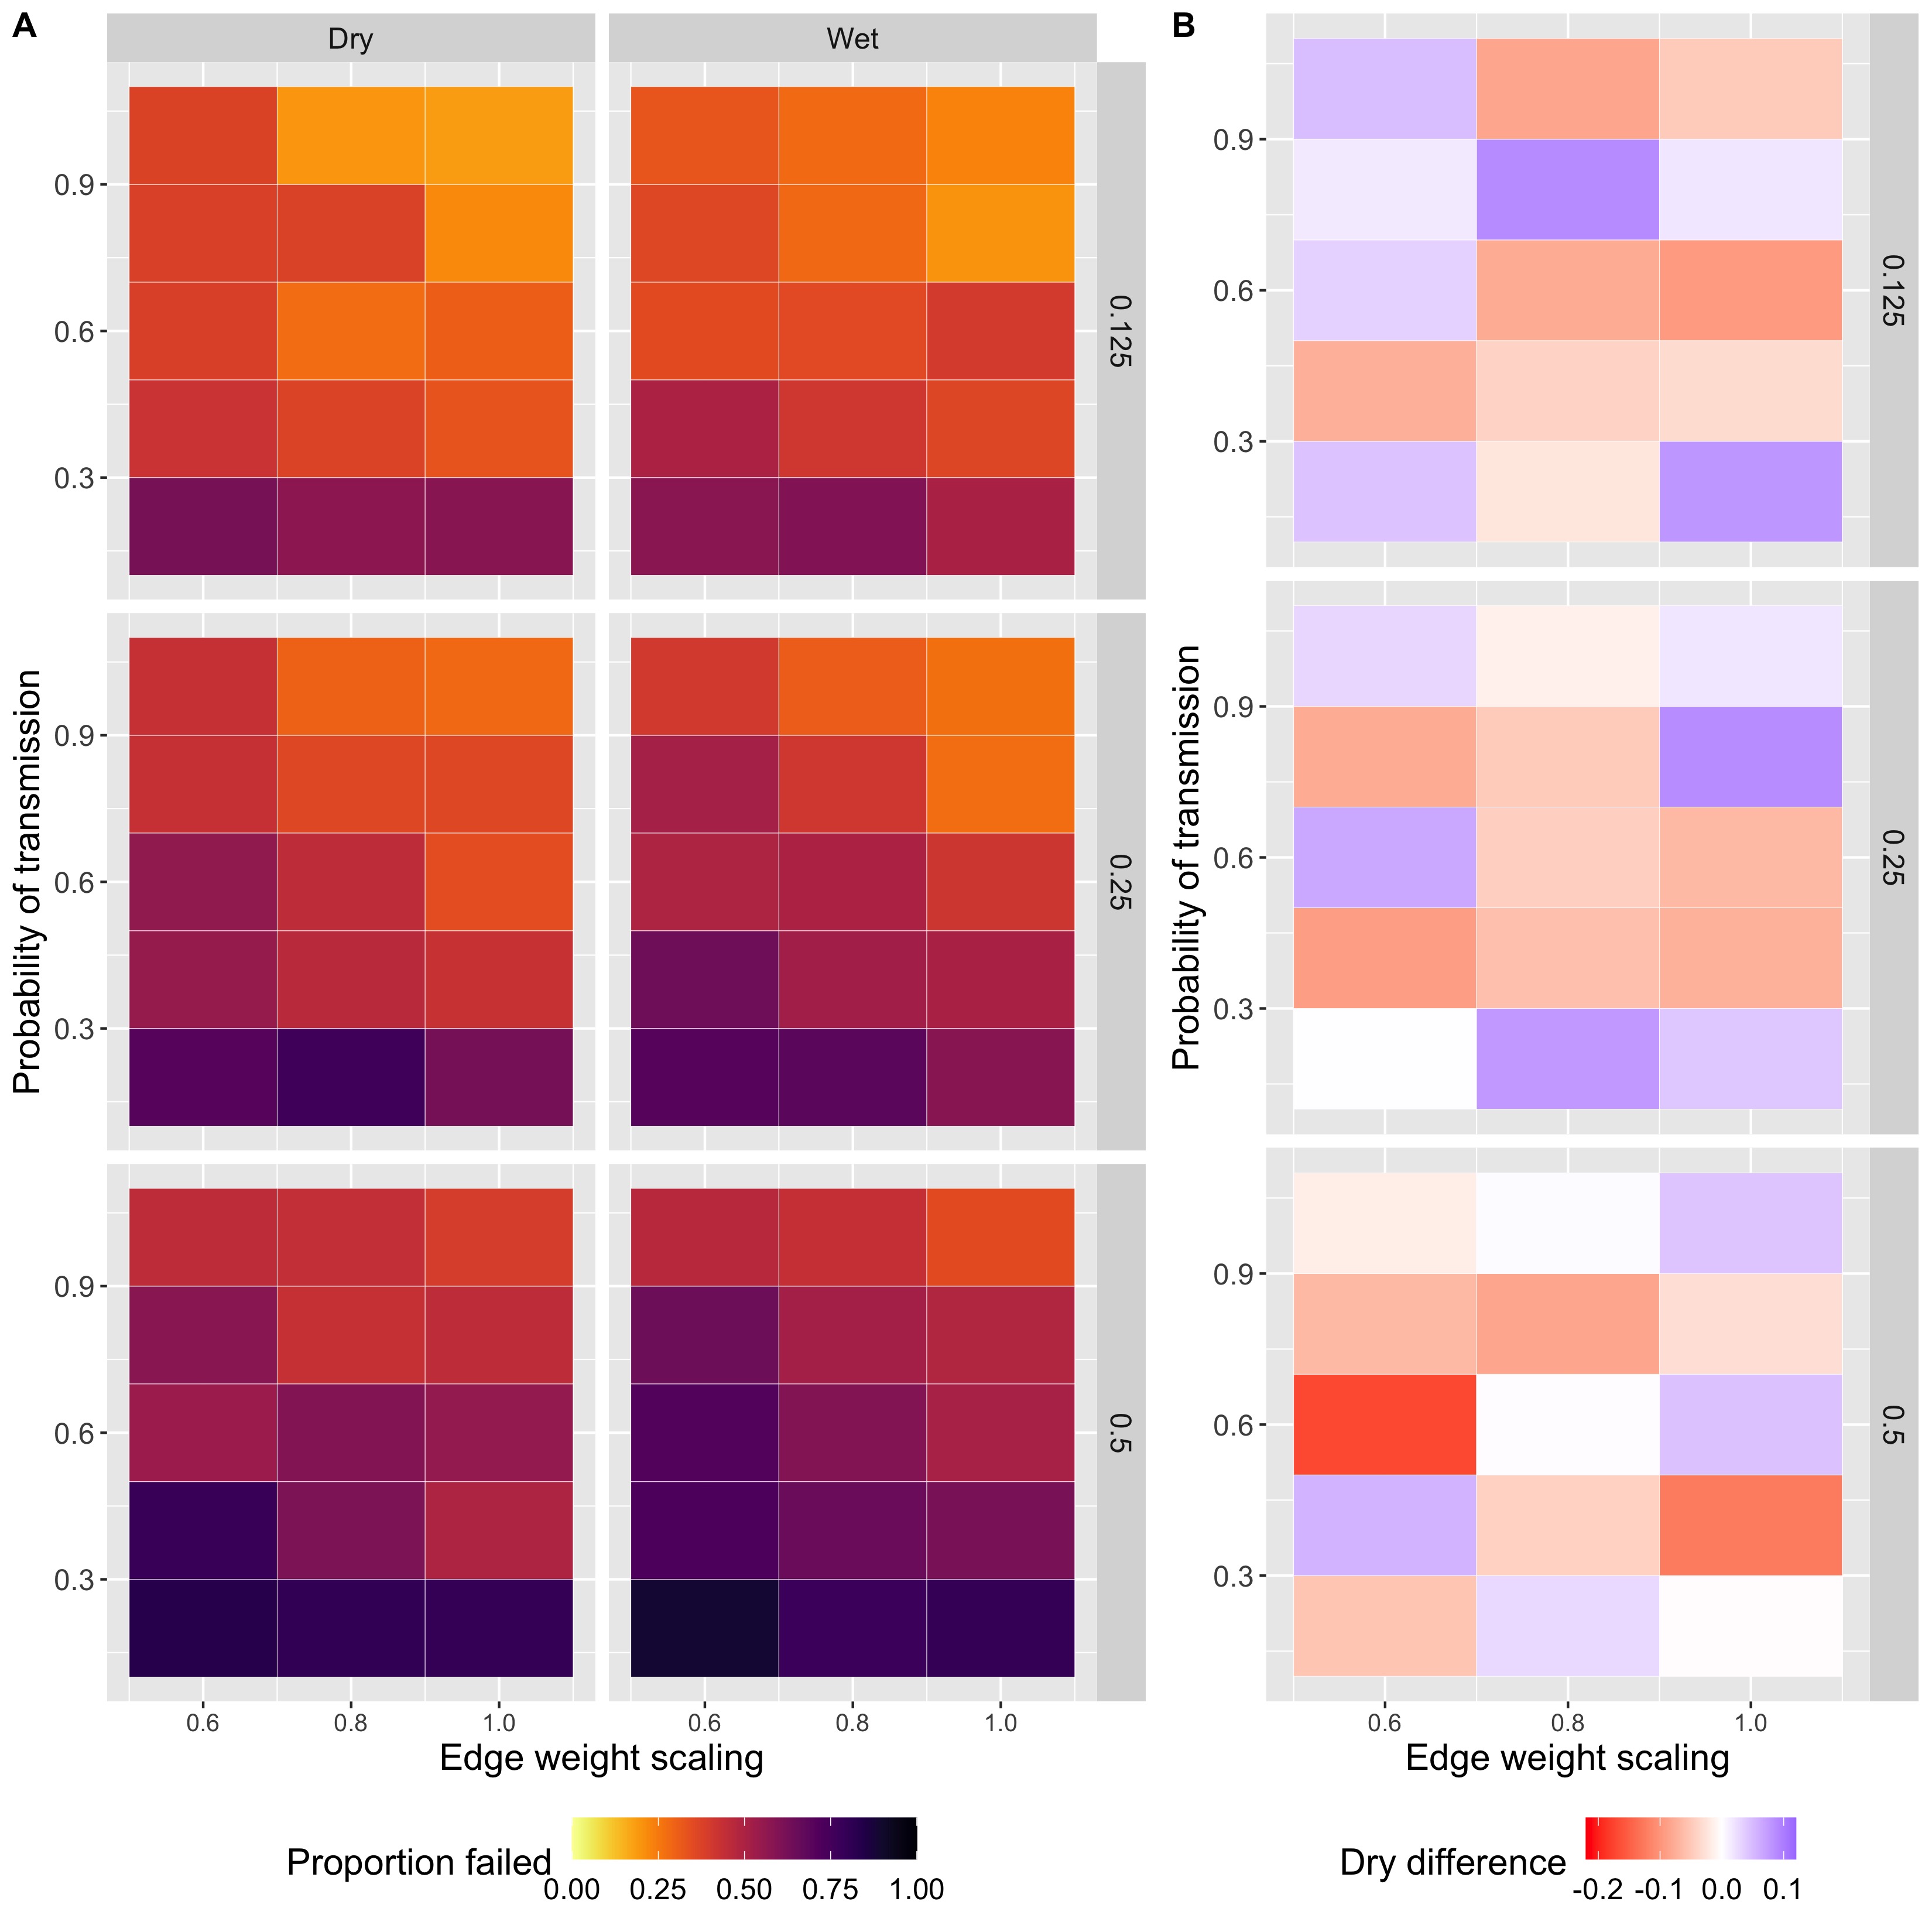 A
Dry
Wet
0.9
0.6
0.3
0.125
0.9
0.6
0.3
0.25
0.9
0.6
0.3
0.5
Probability of transmission
0.6 0.8 1.0
0.6 0.8 1.0
Edge weight scaling
Proportion failed
0.00 0.25 0.50 0.75 1.00
B
0.9
0.6
0.3
0.125
0.9
0.6
0.3
0.25
0.9
0.6
0.3
0.5
Probability of transmission
0.6 0.8 1.0
Edge weight scaling
Dry difference
-0.2 -0.1 0.0 0.1